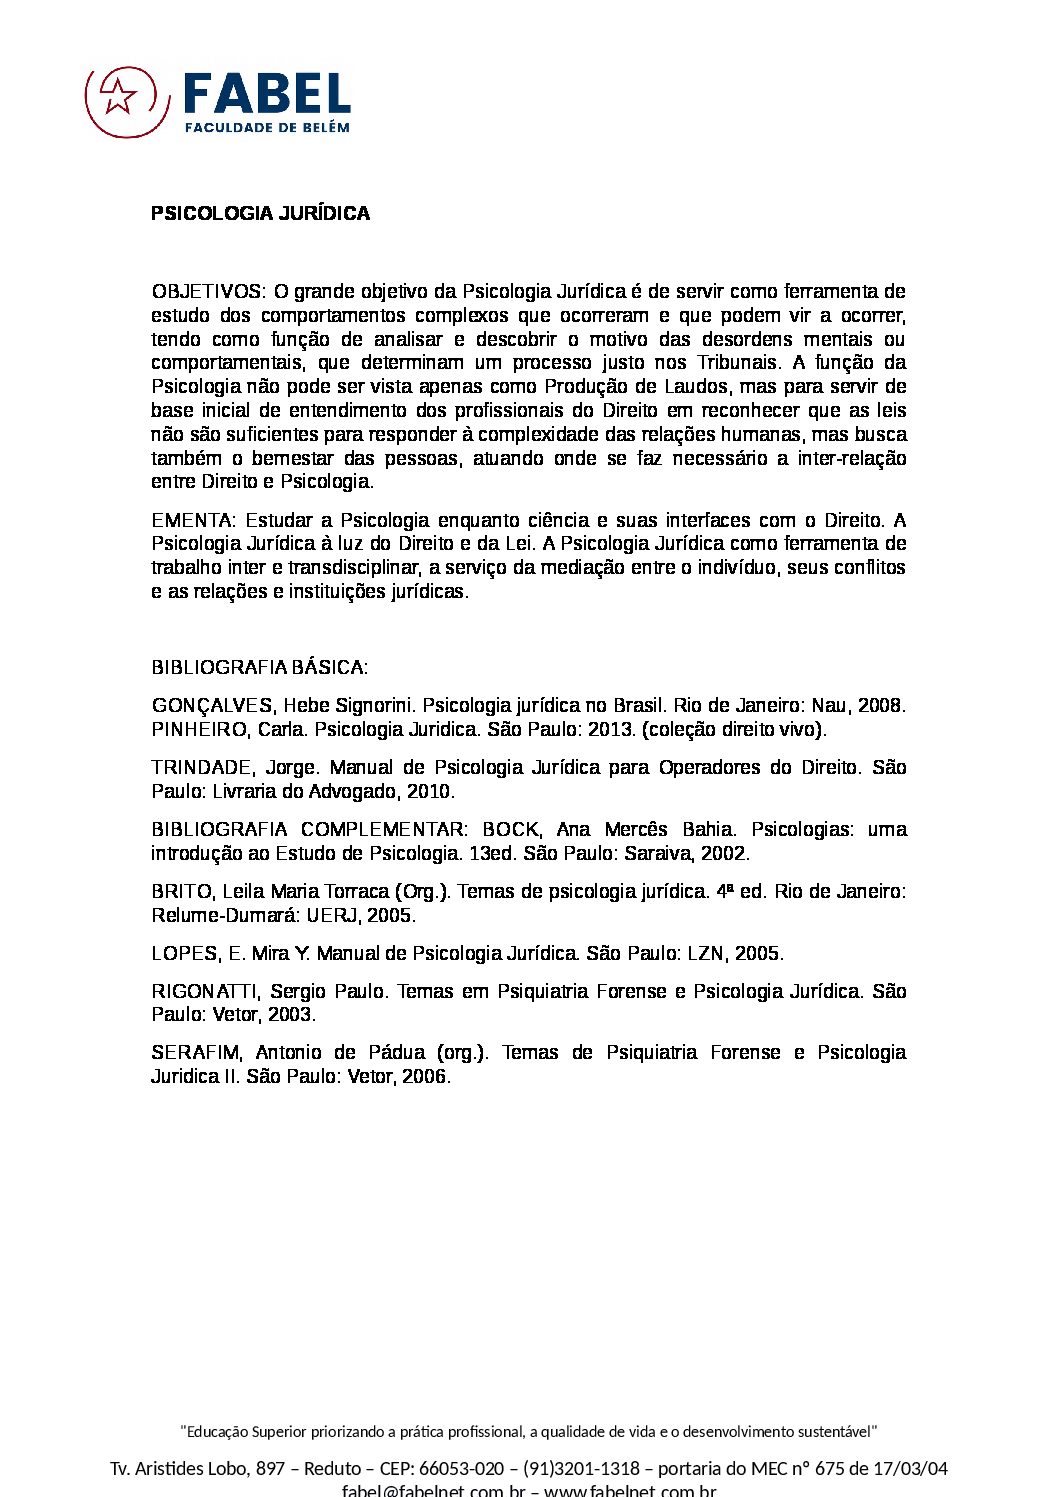 FABEL
FACULDADE DE BELÉM
PSICOLOGIA JURÍDICA
OBJETIVOS: O grande objetivo da Psicologia Jurídica é de servir como ferramenta de
estudo dos comportamentos complexos que ocorreram e que podem vir a ocorrer,
tendo como função de analisar e descobrir o motivo das desordens mentais ou
comportamentais, que determinam um processo justo nos Tribunais. A função da
Psicologia não pode ser vista apenas como Produção de Laudos, mas para servir de
base inicial de entendimento dos profissionais do Direito em reconhecer que as leis
não são suficientes para responder à complexidade das relações humanas, mas busca
também o bemestar das pessoas, atuando onde se faz necessário a inter-relação
entre Direito e Psicologia.
EMENTA: Estudar a Psicologia enquanto ciência e suas interfaces com o Direito. A
Psicologia Jurídica à luz do Direito e da Lei. A Psicologia Jurídica como ferramenta de
trabalho inter e transdisciplinar, a serviço da mediação entre o indivíduo, seus conflitos
e as relações e instituições jurídicas.
BIBLIOGRAFIA BÁSICA:
GONÇALVES, Hebe Signorini. Psicologia jurídica no Brasil. Rio de Janeiro: Nau, 2008.
PINHEIRO, Carla. Psicologia Juridica. São Paulo: 2013. (coleção direito vivo).
TRINDADE, Jorge. Manual de Psicologia Jurídica para Operadores do Direito. São
Paulo: Livraria do Advogado, 2010.
BIBLIOGRAFIA COMPLEMENTAR: BOCK, Ana Mercês Bahia. Psicologias: uma
introdução ao Estudo de Psicologia. 13ed. São Paulo: Saraiva, 2002.
BRITO, Leila Maria Torraca (Org.). Temas de psicologia jurídica. 4ª ed. Rio de Janeiro:
Relume-Dumará: UERJ, 2005.
LOPES, E. Mira Y. Manual de Psicologia Jurídica. São Paulo: LZN, 2005.
RIGONATTI, Sergio Paulo. Temas em Psiquiatria Forense e Psicologia Jurídica. São
Paulo: Vetor, 2003.
SERAFIM, Antonio de Pádua (org.). Temas de Psiquiatria Forense e Psicologia
Juridica II. São Paulo: Vetor, 2006.
"Educação Superior priorizando a prática profissional, a qualidade de vida e o desenvolvimento sustentável"
Tv. Aristides Lobo, 897 – Reduto – CEP: 66053-020 – (91)3201-1318 – portaria do MEC nº 675 de 17/03/04
fabel@fabelnet.com.br – www.fabelnet.com.br